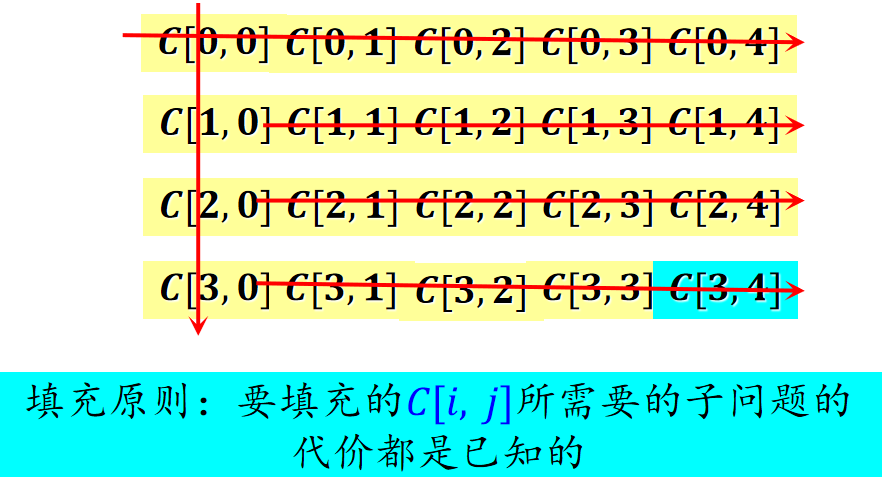 C[0, 0] C[0, 1] C[0, 2] C[0, 3] C[0, 4]
C[1, 0] C[1, 1] C[1, 2] C[1, 3] C[1, 4]
C[2, 0] C[2, 1] C[2, 2] C[2, 3] C[2, 4]
C[3, 0] C[3, 1] C[3, 2] C[3, 3] C[3, 4]
填充原则：要填充的C[i, j]所需要的子问题的
代价都是已知的